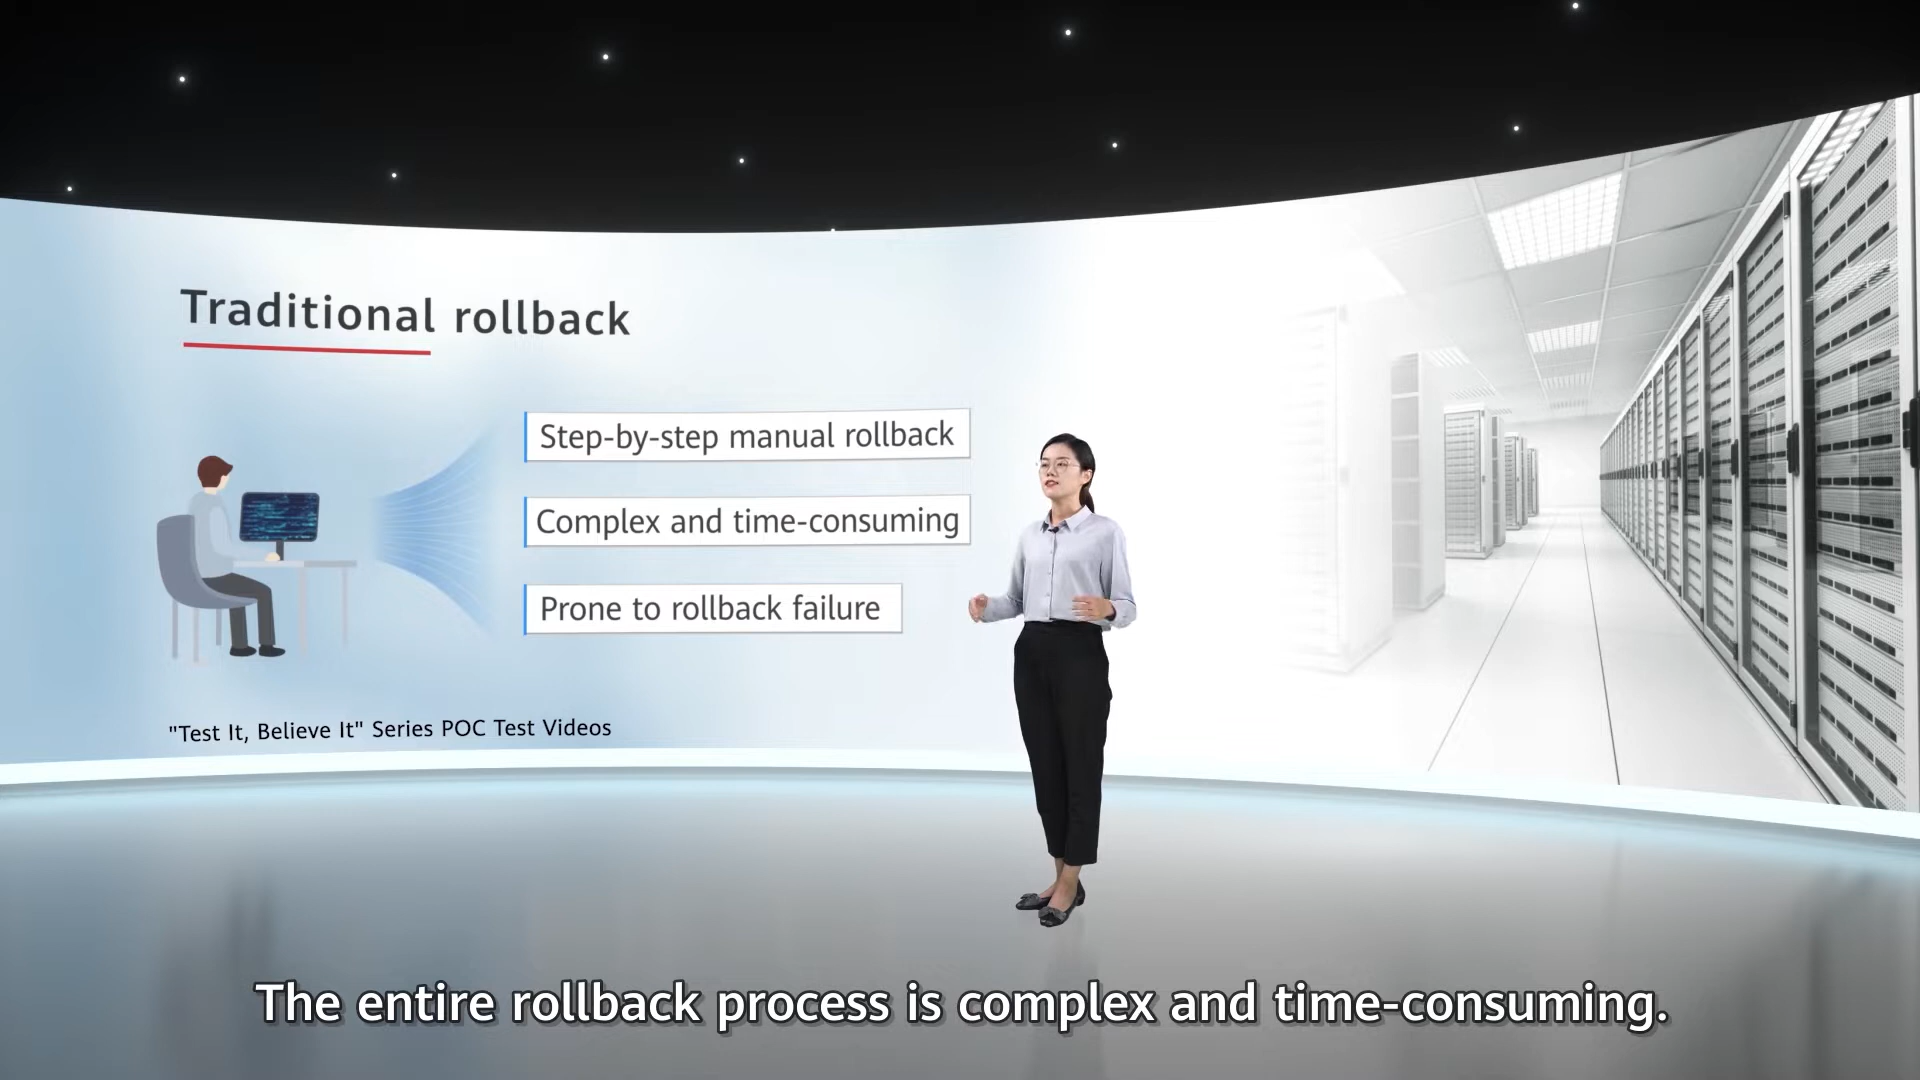 Traditional rollback
Step-by-step manual rollback
Complex and time-consuming
Prone to rollback failure
"Test It, Believe It" Series POC Test Videos
The entire rollback process is complex and time-consuming.